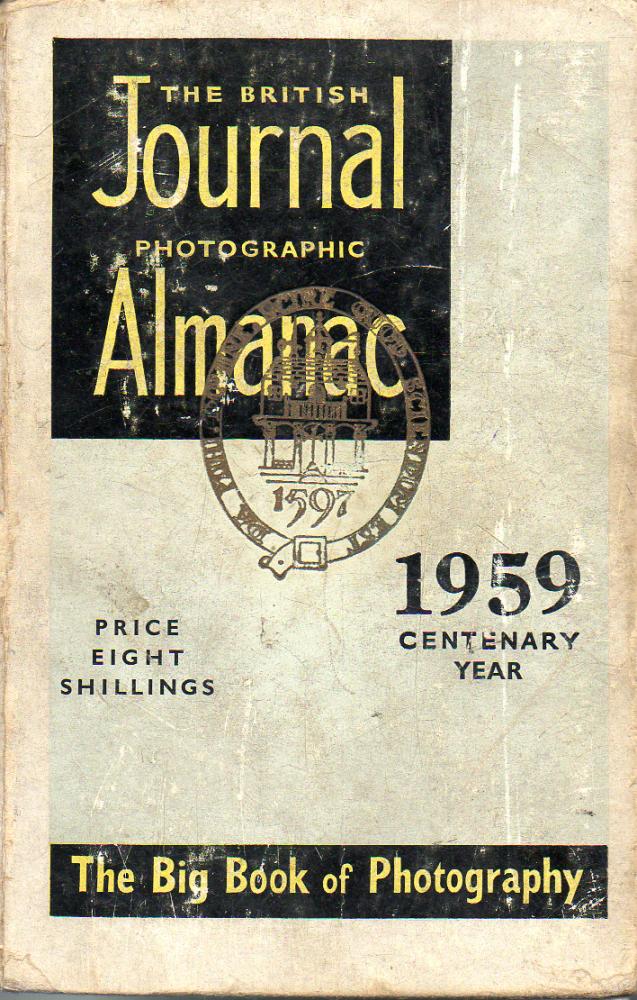 THE BRITISH
Journal
PHOTOGRAPHIC
Almanac
1597
1959
CENTENARY
YEAR
PRICE
EIGHT
SHILLINGS
The Big Book of Photography